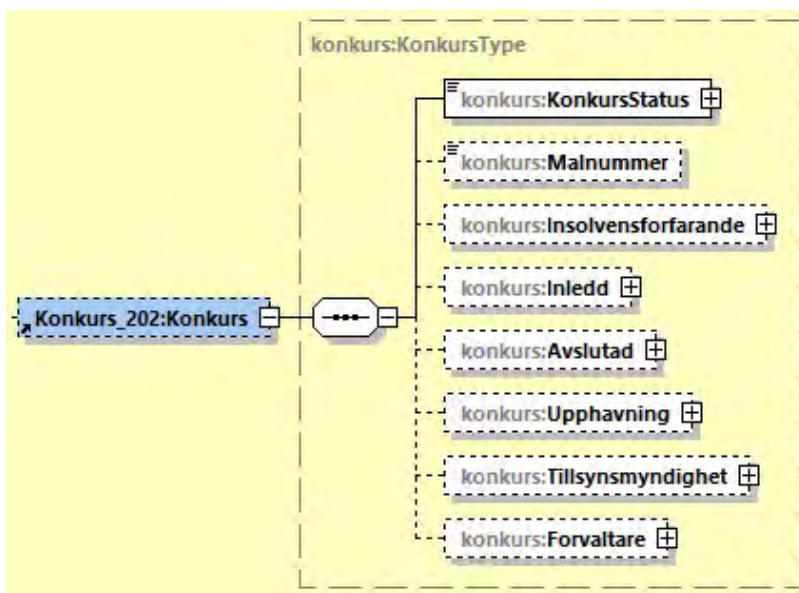 konkurs:KonkursType
konkurs:KonkursStatus
konkurs:Malnummer
konkurs:Insolvensforfarande
konkurs:Inledd
Konkurs_202:Konkurs
konkurs:Avslutad
konkurs:Upphavning
konkurs:Tillsynsmyndighet
konkurs:Forvaltare